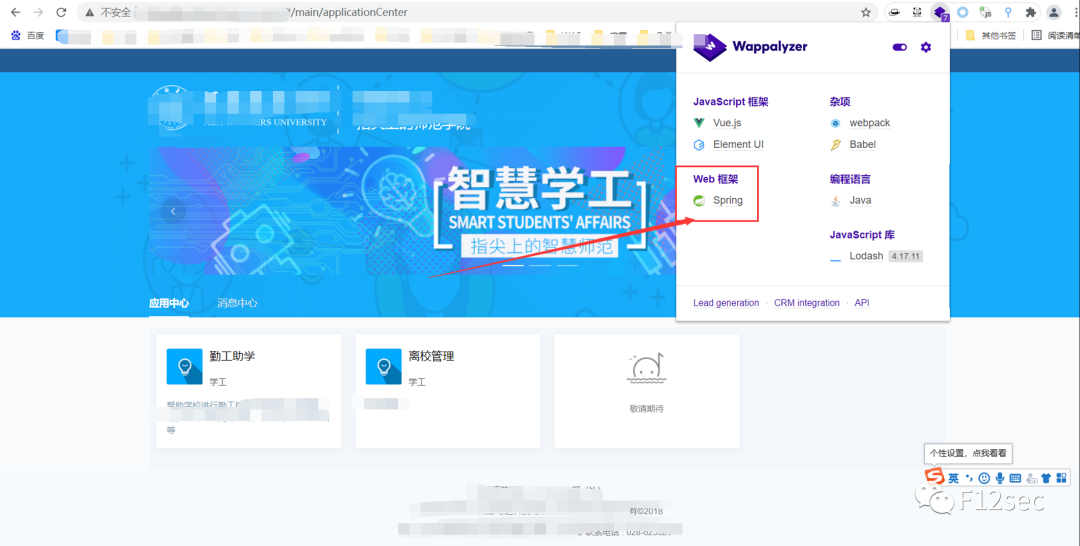 不安全
#/main/applicationCenter
百度
其他书签
阅读清单
7
Wappalyzer
JavaScript 框架
Vue.js
Element UI
Web 框架
Spring
杂项
webpack
Babel
编程语言
Java
JavaScript 库
Lodash 4.17.11
Lead generation · CRM integration · API
UNIVERSITY
智慧学工
SMART STUDENTS' AFFAIRS
指尖上的智慧师范
应用中心 消息中心
勤工助学
学工
帮助学校进行勤工
等
离校管理
学工
敬请期待
个性设置，点我看看
英
有©2018
联系电话
F12sec